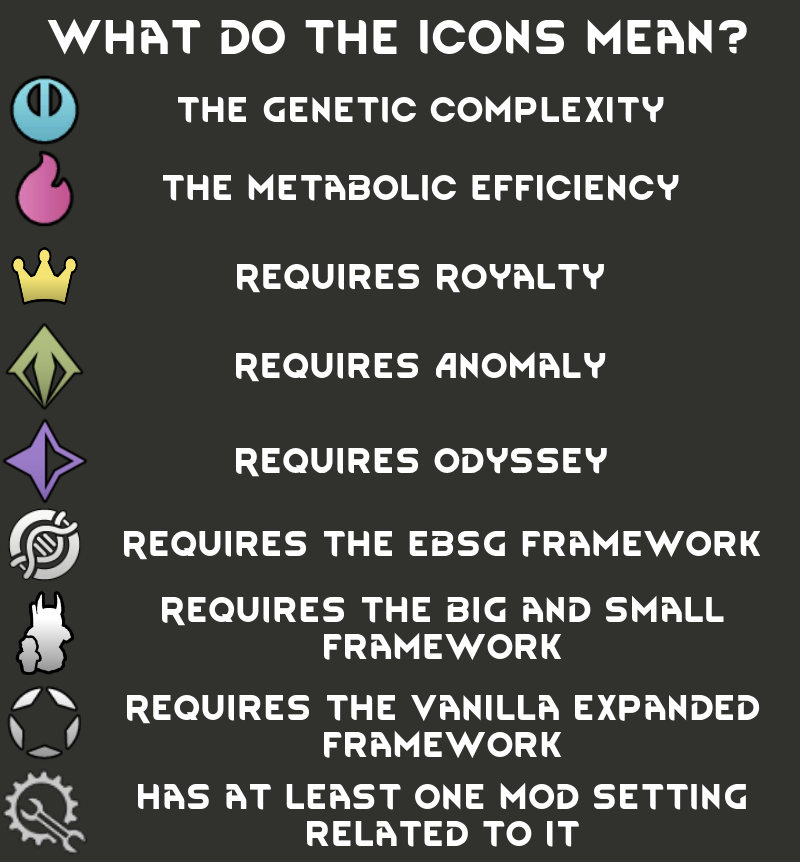 WHAT DO THE ICONS MEAN?
THE GENETIC COMPLEXITY
THE METABOLIC EFFICIENCY
REQUIRES ROYALTY
REQUIRES ANOMALY
REQUIRES ODYSSEY
REQUIRES THE EBSG FRAMEWORK
REQUIRES THE BIG AND SMALL
FRAMEWORK
REQUIRES THE VANILLA EXPANDED
FRAMEWORK
HAS AT LEAST ONE MOD SETTING
RELATED TO IT